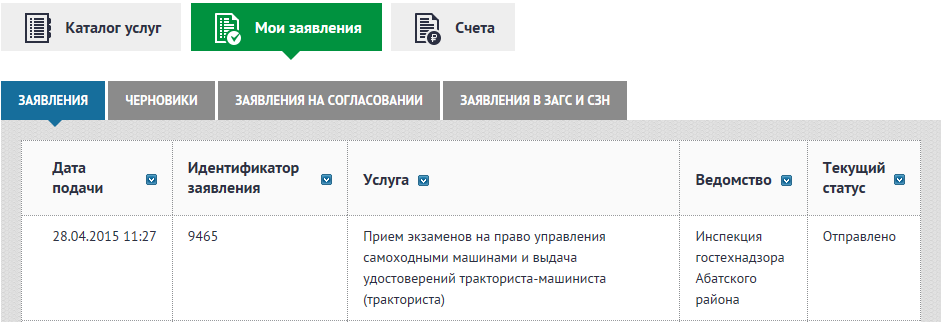 Каталог услуг
Мои заявления
Счета
ЗАЯВЛЕНИЯ
ЧЕРНОВИКИ
ЗАЯВЛЕНИЯ НА СОГЛАСОВАНИИ
ЗАЯВЛЕНИЯ В ЗАГС И СЗН
Дата
подачи
Идентификатор
заявления
Услуга
Ведомство
Текущий
статус
28.04.2015 11:27
9465
Прием экзаменов на право управления
самоходными машинами и выдача
удостоверений тракториста-машиниста
(тракториста)
Инспекция
гостехнадзора
Абатского
района
Отправлено